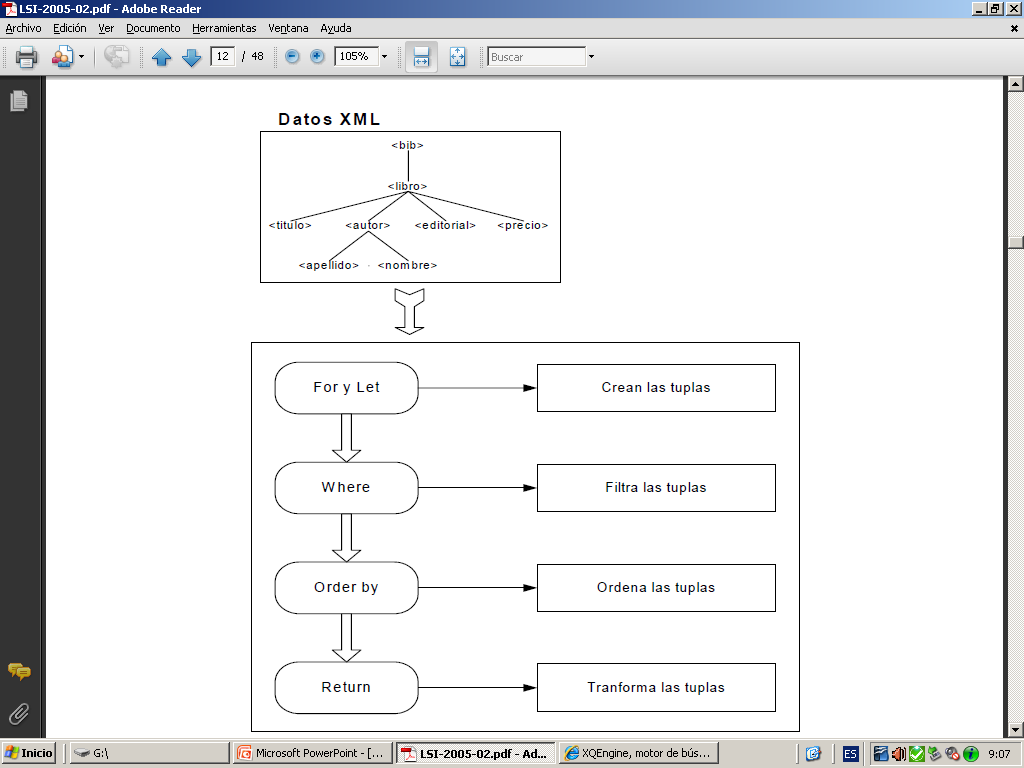 LSI-2005-02.pdf - Adobe Reader
Archivo Edición Ver Documento Herramientas Ventana Ayuda
12 / 48 105% Buscar
Datos XML
<bib>
<libro>
<titulo> <autor> <editorial> <precio>
<apellido> <nombre>
For y Let Crean las tuplas
Where Filtra las tuplas
Order by Ordena las tuplas
Return Tranforma las tuplas
Inicio G:\ Microsoft PowerPoint - [... LSI-2005-02.pdf - Ad... XQEngine, motor de bús... ES 9:07